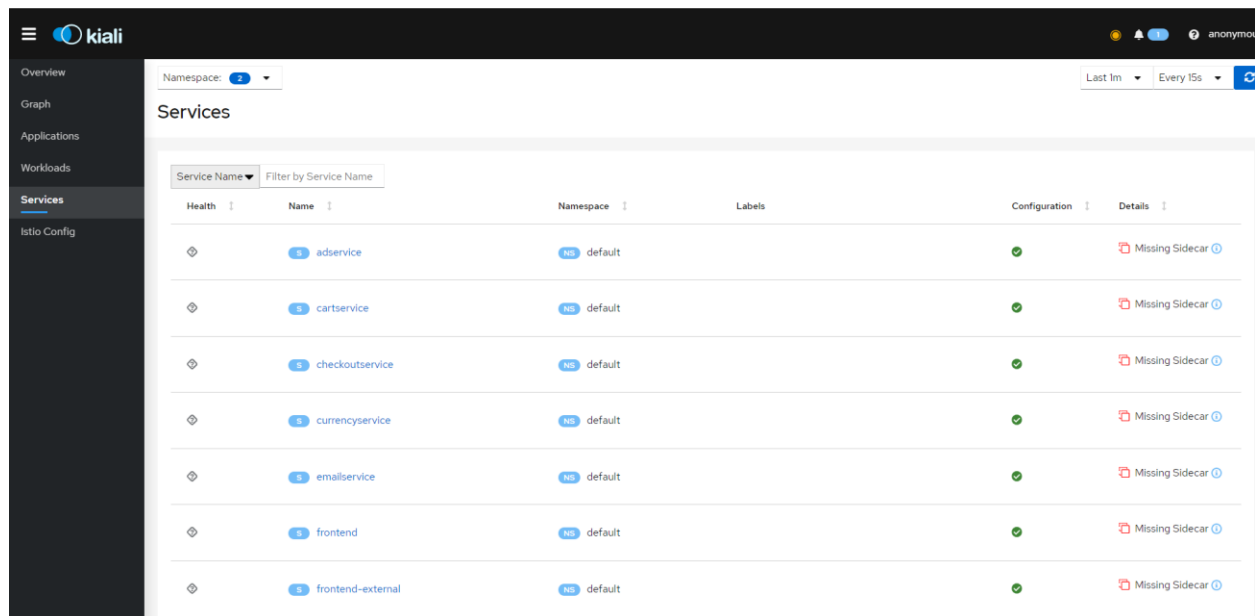 kiali
1
anonymou
Overview
Graph
Applications
Workloads
Services
Istio Config
Namespace: 2
Last 1m Every 15s
Services
Service Name Filter by Service Name
Health Name Namespace Labels Configuration Details
S adservice NS default Missing Sidecar
S cartservice NS default Missing Sidecar
S checkoutservice NS default Missing Sidecar
S currencyservice NS default Missing Sidecar
S emailservice NS default Missing Sidecar
S frontend NS default Missing Sidecar
S frontend-external NS default Missing Sidecar